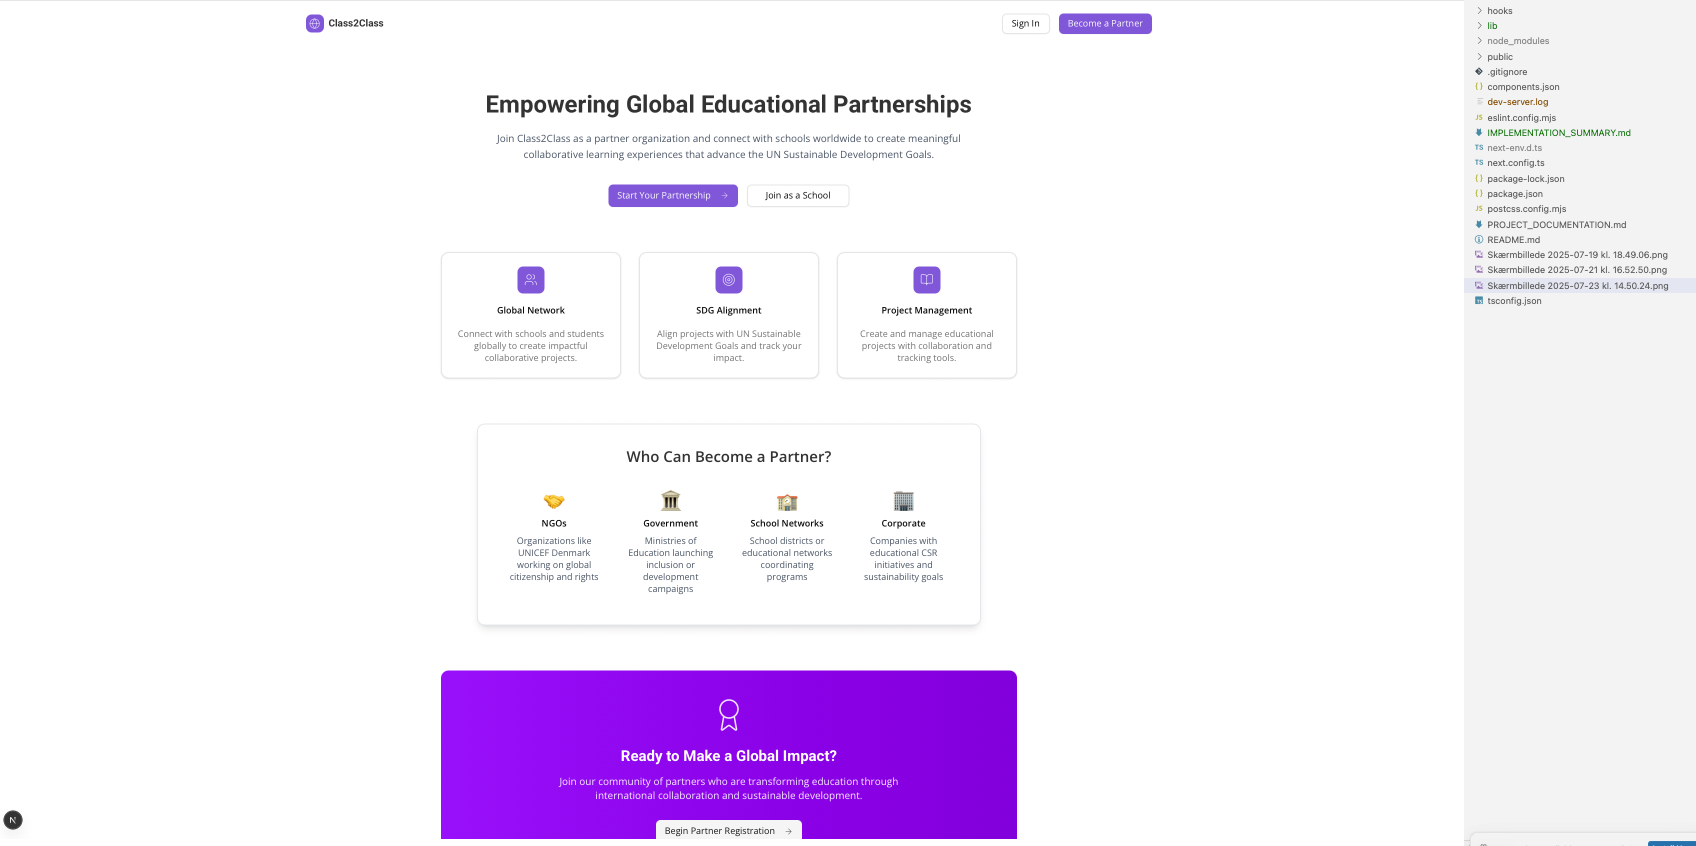 Class2Class
Sign In
Become a Partner
Empowering Global Educational Partnerships
Join Class2Class as a partner organization and connect with schools worldwide to create meaningful
collaborative learning experiences that advance the UN Sustainable Development Goals.
Start Your Partnership
Join as a School
Global Network
Connect with schools and students
globally to create impactful
collaborative projects.
SDG Alignment
Align projects with UN Sustainable
Development Goals and track your
impact.
Project Management
Create and manage educational
projects with collaboration and
tracking tools.
Who Can Become a Partner?
NGOs
Organizations like
UNICEF Denmark
working on global
citizenship and rights
Government
Ministries of
Education launching
inclusion or
development
campaigns
School Networks
School districts or
educational networks
coordinating
programs
Corporate
Companies with
educational CSR
initiatives and
sustainability goals
Ready to Make a Global Impact?
Join our community of partners who are transforming education through
international collaboration and sustainable development.
Begin Partner Registration
N
hooks
lib
node_modules
public
.gitignore
{} components.json
dev-server.log
JS eslint.config.mjs
IMPLEMENTATION_SUMMARY.md
TS next-env.d.ts
TS next.config.ts
{} package-lock.json
{} package.json
JS postcss.config.mjs
PROJECT_DOCUMENTATION.md
README.md
Skærmbillede 2025-07-19 kl. 18.49.06.png
Skærmbillede 2025-07-21 kl. 16.52.50.png
Skærmbillede 2025-07-23 kl. 14.50.24.png
tsconfig.json